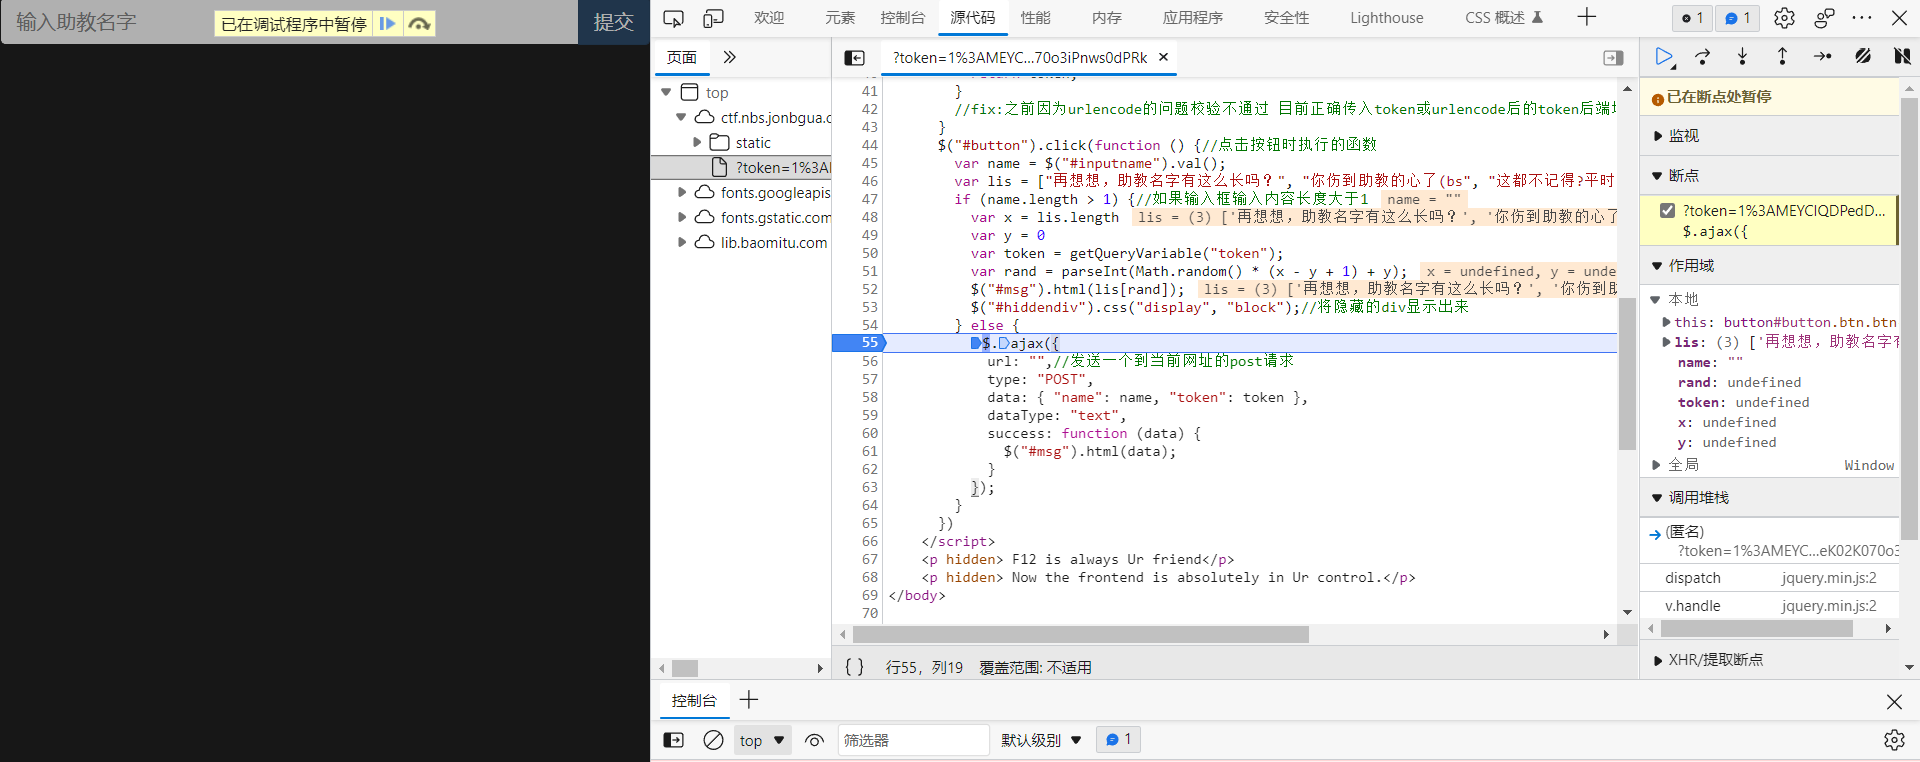 输入助教名字
已在调试程序中暂停
提交
欢迎
元素
控制台
源代码
性能
内存
应用程序
安全性
Lighthouse
CSS 概述
1
1
页面
?token=1%3AMEYC...70o3iPnws0dPRk
top
ctf.nbs.jonbgua.c
static
?token=1%3AI
fonts.googleapis
fonts.gstatic.com
lib.baomitu.com
41 }
42 //fix:之前因为urlencode的问题校验不通过 目前正确传入token或urlencode后的token后端
43 }
44 $("#button").click(function () {//点击按钮时执行的函数
45 var name = $("#inputname").val();
46 var lis = ["再想想，助教名字有这么长吗？", "你伤到助教的心了(bs", "这都不记得?平时
47 if (name.length > 1) {//如果输入框输入内容长度大于1 name = ""
48 var x = lis.length lis = (3) ['再想想，助教名字有这么长吗？', '你伤到助教的心了
49 var y = 0
50 var token = getQueryVariable("token");
51 var rand = parseInt(Math.random() * (x - y + 1) + y); x = undefined, y = unde
52 $("#msg").html(lis[rand]); lis = (3) ['再想想，助教名字有这么长吗？', '你伤到助
53 $("#hiddendiv").css("display", "block");//将隐藏的div显示出来
54 } else {
55 $.ajax({
56 url: "",//发送一个到当前网址的post请求
57 type: "POST",
58 data: { "name": name, "token": token },
59 dataType: "text",
60 success: function (data) {
61 $("#msg").html(data);
62 }
63 });
64 }
65 })
66 </script>
67 <p hidden> F12 is always Ur friend</p>
68 <p hidden> Now the frontend is absolutely in Ur control.</p>
69 </body>
70
{ } 行55，列19 覆盖范围: 不适用
已在断点处暂停
监视
断点
?token=1%3AMEYCIQDPedD...
$.ajax({
作用域
本地
this: button#button.btn.btn
lis: (3) ['再想想，助教名字有
name: ""
rand: undefined
token: undefined
x: undefined
y: undefined
全局 Window
调用堆栈
(匿名)
?token=1%3AMEYC...eK02K070o3
dispatch jquery.min.js:2
v.handle jquery.min.js:2
XHR/提取断点
控制台
top
筛选器
默认级别
1